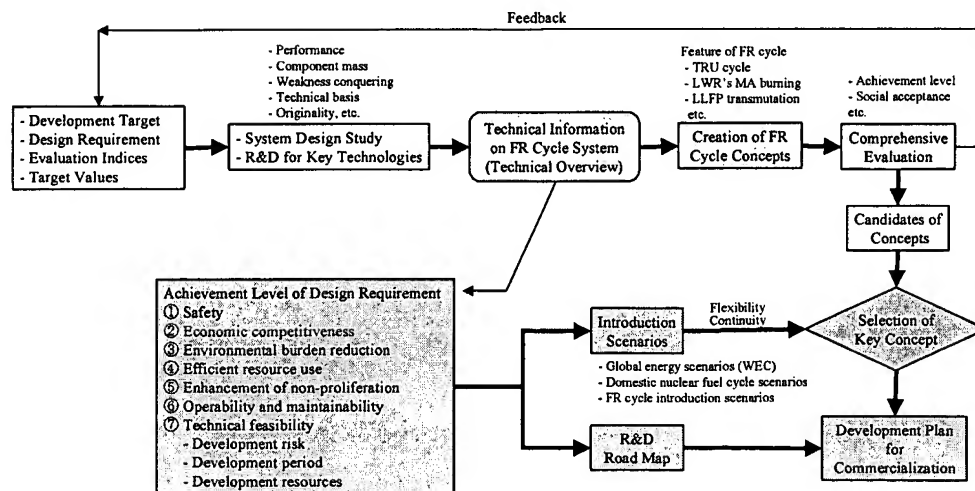 Feedback
- Performance
- Component mass
- Weakness conquering
- Technical basis
- Originality, etc.
Feature of FR cycle
- TRU cycle
- LWR's MA burning
- LLFP transmutation
etc.
- Achievement level
- Social acceptance
etc.
- Development Target
- Design Requirement
- Evaluation Indices
- Target Values
- System Design Study
- R&D for Key Technologies
Technical Information
on FR Cycle System
(Technical Overview)
Creation of FR
Cycle Concepts
Comprehensive
Evaluation
Candidates of
Concepts
Achievement Level of Design Requirement
① Safety
② Economic competitiveness
③ Environmental burden reduction
④ Efficient resource use
⑤ Enhancement of non-proliferation
⑥ Operability and maintainability
⑦ Technical feasibility
- Development risk
- Development period
- Development resources
Introduction
Scenarios
Flexibility
Continuity
Selection of
Key Concept
- Global energy scenarios (WEC)
- Domestic nuclear fuel cycle scenarios
- FR cycle introduction scenarios
R&D
Road Map
Development Plan
for
Commercialization